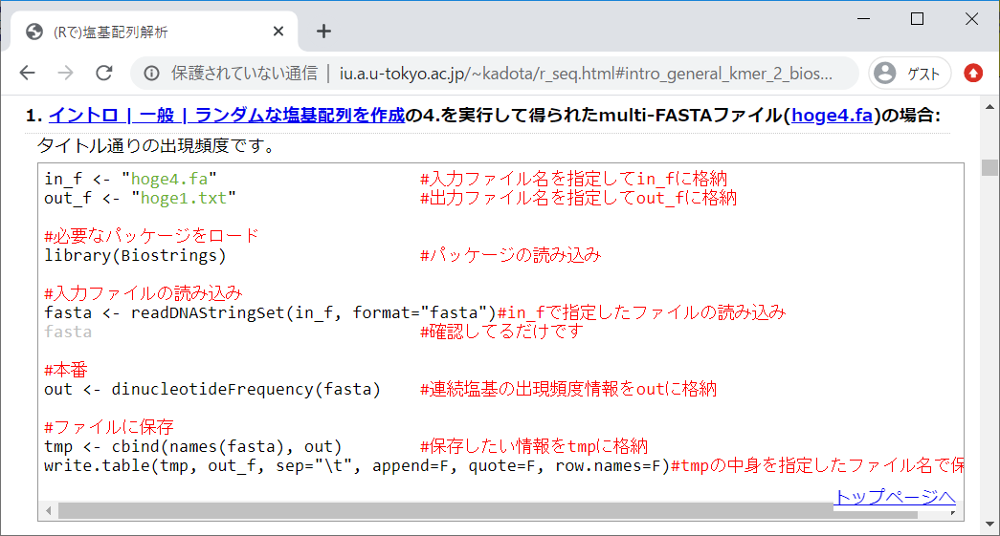 (Rで)塩基配列解析
保護されていない通信 | iu.a.u-tokyo.ac.jp/~kadota/r_seq.html#intro_general_kmer_2_bios...
ゲスト
1. イントロ | 一般 | ランダムな塩基配列を作成の4.を実行して得られたmulti-FASTAファイル(hoge4.fa)の場合:
タイトル通りの出現頻度です。
in_f <- "hoge4.fa" #入力ファイル名を指定してin_fに格納
out_f <- "hoge1.txt" #出力ファイル名を指定してout_fに格納
#必要なパッケージをロード
library(Biostrings) #パッケージの読み込み
#入力ファイルの読み込み
fasta <- readDNAStringSet(in_f, format="fasta")#in_fで指定したファイルの読み込み
fasta #確認してるだけです
#本番
out <- dinucleotideFrequency(fasta) #連続塩基の出現頻度情報をoutに格納
#ファイルに保存
tmp <- cbind(names(fasta), out) #保存したい情報をtmpに格納
write.table(tmp, out_f, sep="\t", append=F, quote=F, row.names=F)#tmpの中身を指定したファイル名で保
トップページへ